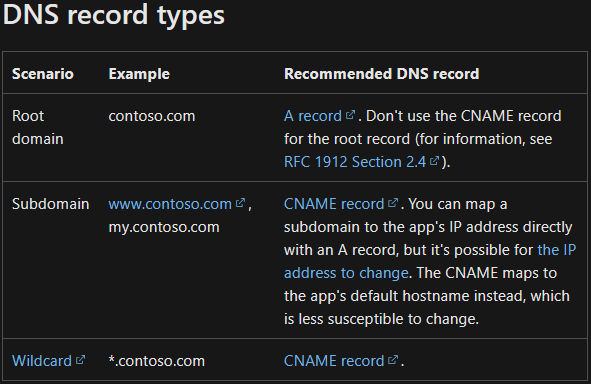 DNS record types
Scenario Example Recommended DNS record
Root domain contoso.com A record. Don't use the CNAME record
for the root record (for information, see
RFC 1912 Section 2.4).
Subdomain www.contoso.com,
my.contoso.com
CNAME record. You can map a
subdomain to the app's IP address directly
with an A record, but it's possible for the IP
address to change. The CNAME maps to
the app's default hostname instead, which
is less susceptible to change.
Wildcard *.contoso.com CNAME record.